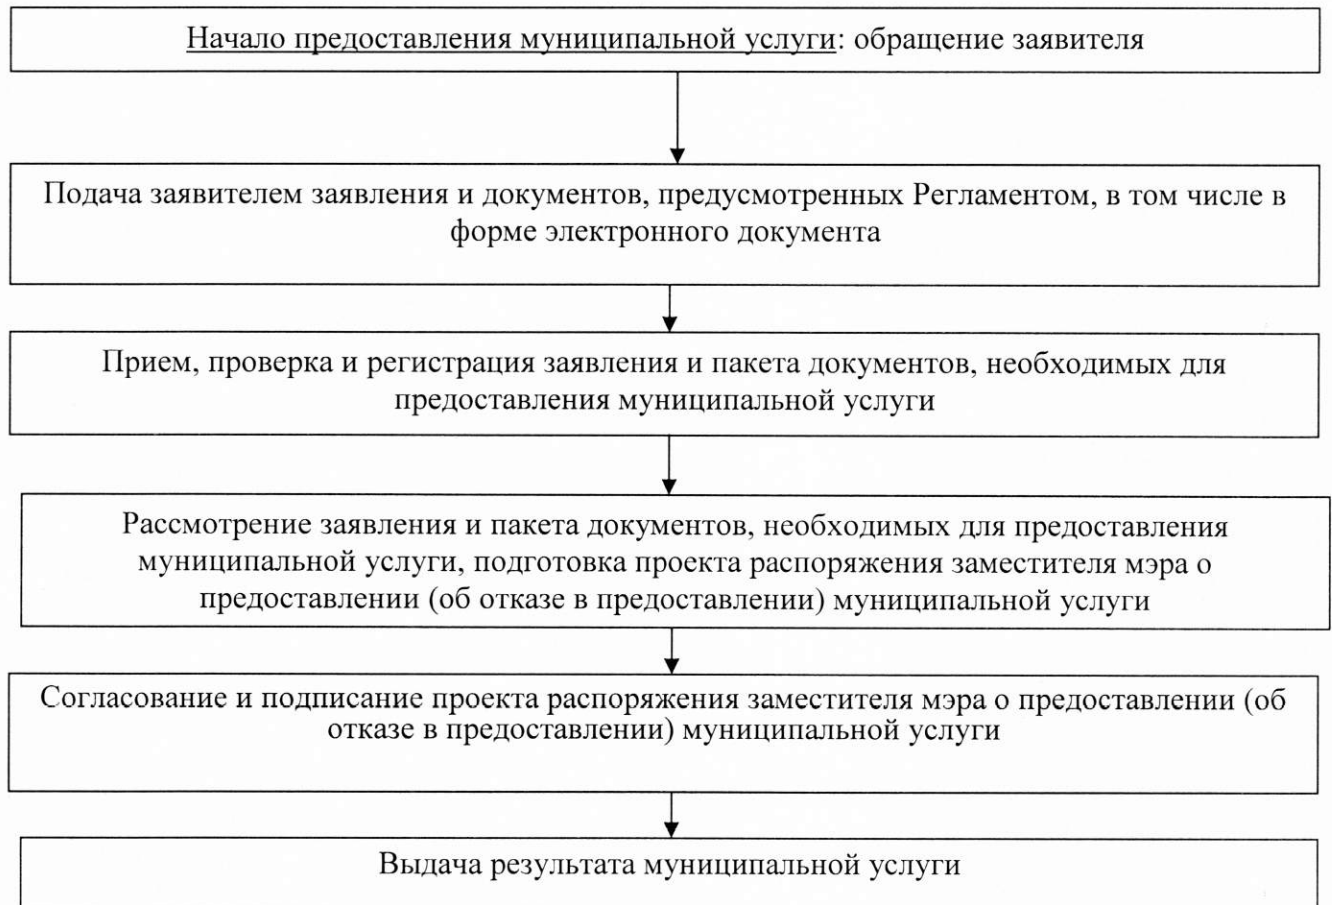 Начало предоставления муниципальной услуги: обращение заявителя
Подача заявителем заявления и документов, предусмотренных Регламентом, в том числе в
форме электронного документа
Прием, проверка и регистрация заявления и пакета документов, необходимых для
предоставления муниципальной услуги
Рассмотрение заявления и пакета документов, необходимых для предоставления
муниципальной услуги, подготовка проекта распоряжения заместителя мэра о
предоставлении (об отказе в предоставлении) муниципальной услуги
Согласование и подписание проекта распоряжения заместителя мэра о предоставлении (об
отказе в предоставлении) муниципальной услуги
Выдача результата муниципальной услуги